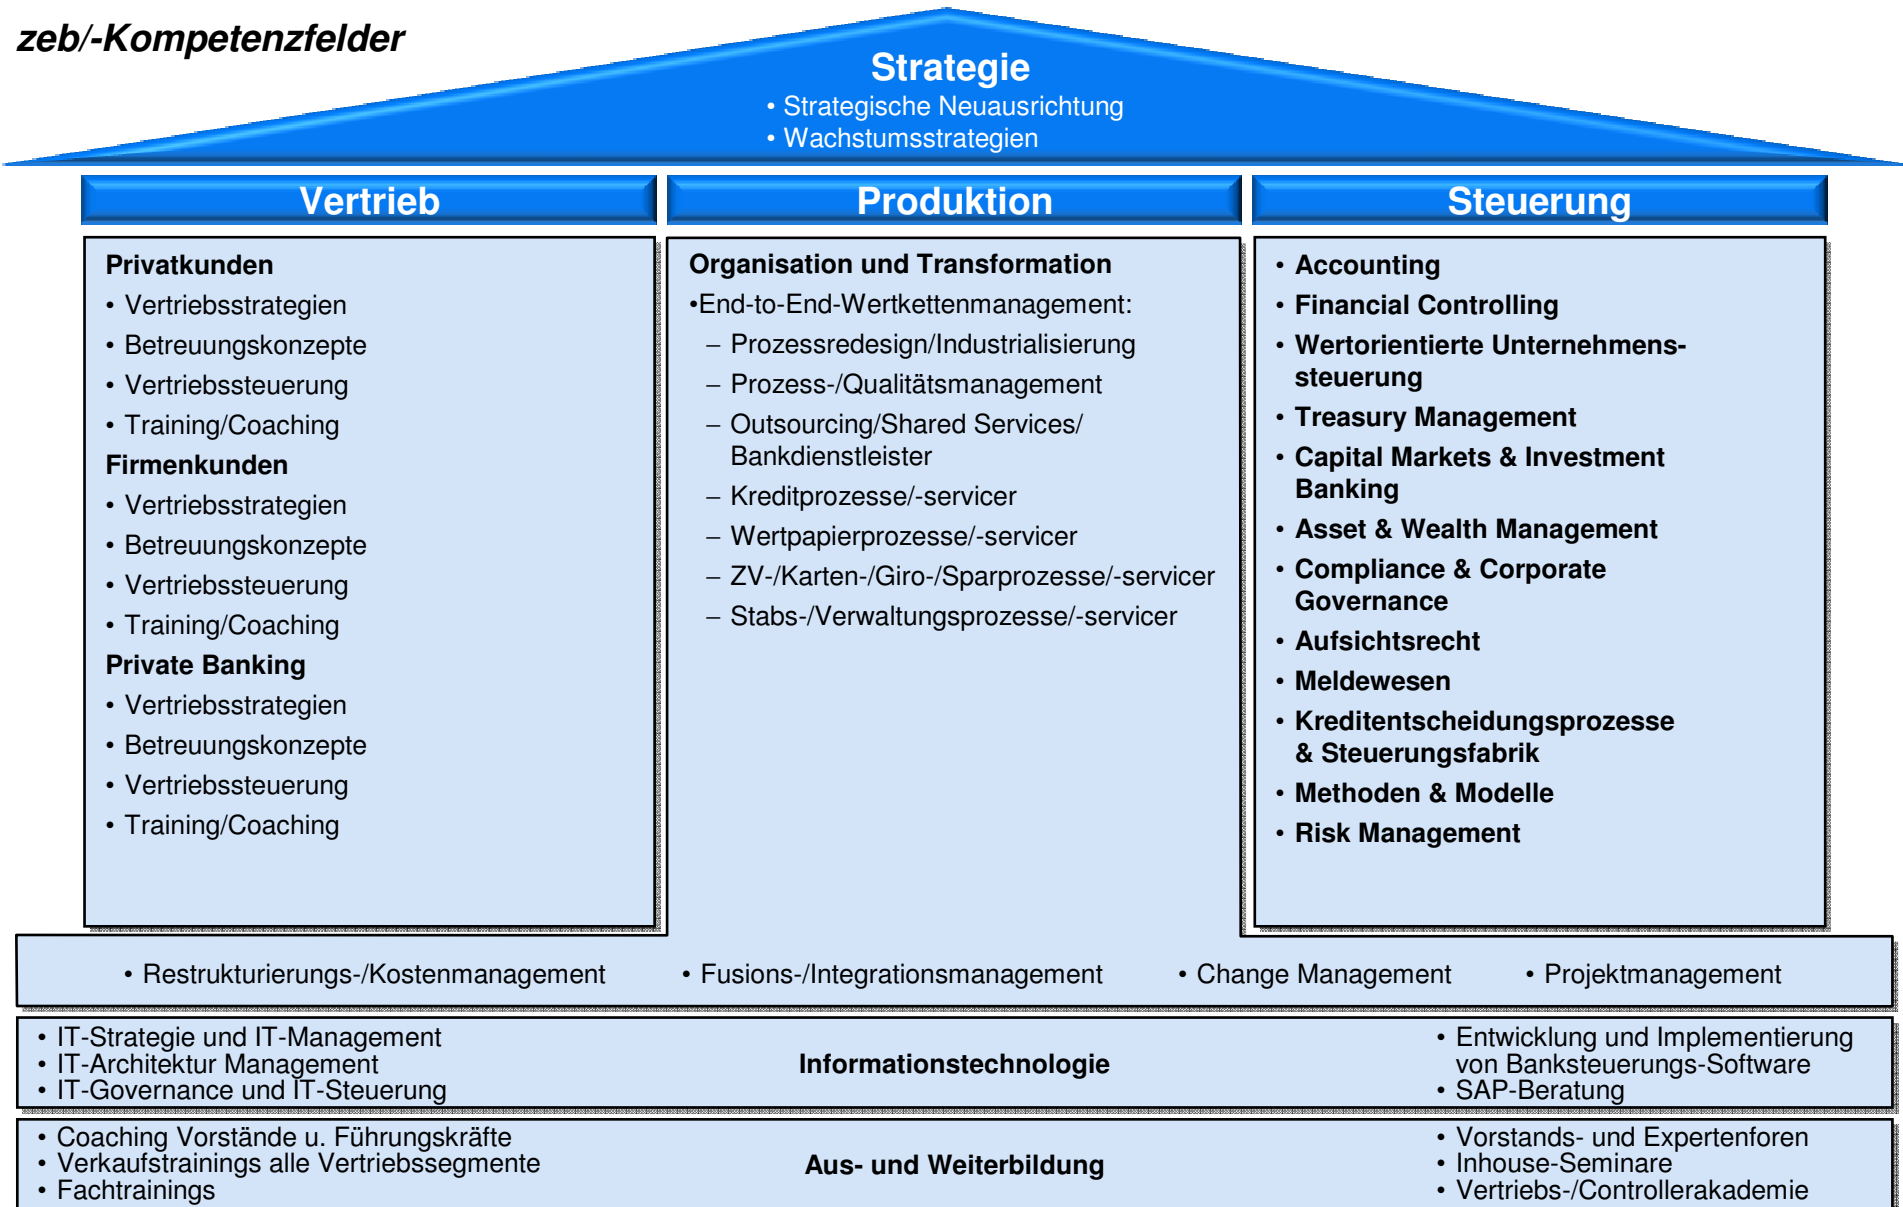 zeb/-Kompetenzfelder
Strategie
• Strategische Neuausrichtung
• Wachstumsstrategien
Vertrieb
Privatkunden
• Vertriebsstrategien
• Betreuungskonzepte
• Vertriebssteuerung
• Training/Coaching
Firmenkunden
• Vertriebsstrategien
• Betreuungskonzepte
• Vertriebssteuerung
• Training/Coaching
Private Banking
• Vertriebsstrategien
• Betreuungskonzepte
• Vertriebssteuerung
• Training/Coaching
Produktion
Organisation und Transformation
•End-to-End-Wertkettenmanagement:
– Prozessredesign/Industrialisierung
– Prozess-/Qualitätsmanagement
– Outsourcing/Shared Services/
Bankdienstleister
– Kreditprozesse/-servicer
– Wertpapierprozesse/-servicer
– ZV-/Karten-/Giro-/Sparprozesse/-servicer
– Stabs-/Verwaltungsprozesse/-servicer
Steuerung
• Accounting
• Financial Controlling
• Wertorientierte Unternehmens-
steuerung
• Treasury Management
• Capital Markets & Investment
Banking
• Asset & Wealth Management
• Compliance & Corporate
Governance
• Aufsichtsrecht
• Meldewesen
• Kreditentscheidungsprozesse
& Steuerungsfabrik
• Methoden & Modelle
• Risk Management
• Restrukturierungs-/Kostenmanagement
• Fusions-/Integrationsmanagement
• Change Management
• Projektmanagement
• IT-Strategie und IT-Management
• IT-Architektur Management
• IT-Governance und IT-Steuerung
Informationstechnologie
• Entwicklung und Implementierung
von Banksteuerungs-Software
• SAP-Beratung
• Coaching Vorstände u. Führungskräfte
• Verkaufstrainings alle Vertriebssegmente
• Fachtrainings
Aus- und Weiterbildung
• Vorstands- und Expertenforen
• Inhouse-Seminare
• Vertriebs-/Controllerakademie